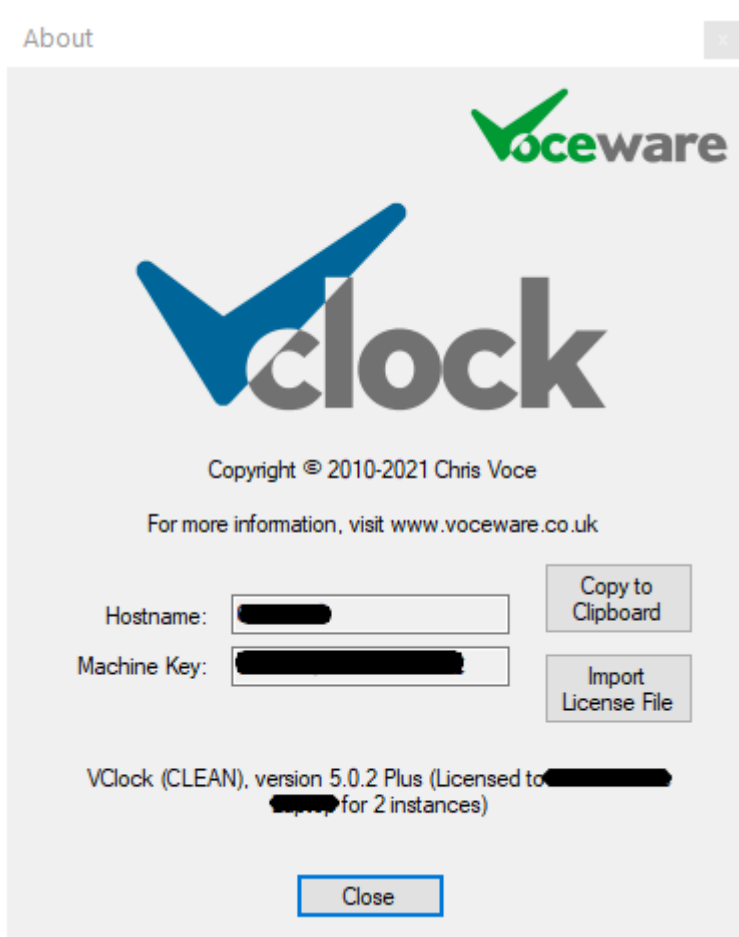 About
x
Voceware
Vclock
Copyright © 2010-2021 Chris Voce
For more information, visit www.voceware.co.uk
Copy to
Clipboard
Hostname:
Machine Key:
Import
License File
VClock (CLEAN), version 5.0.2 Plus (Licensed to
for 2 instances)
Close